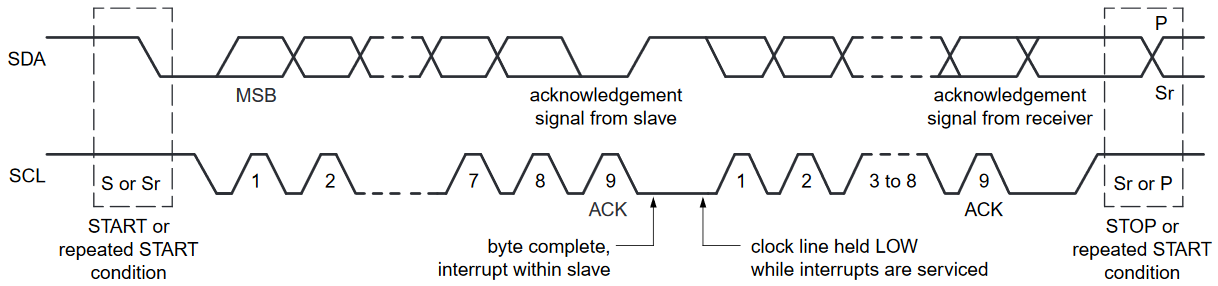 P
SDA
MSB
acknowledgement
signal from slave
acknowledgement
signal from receiver
Sr
SCL
S or Sr
1
2
7
8
9
1
2
3 to 8
9
Sr or P
ACK
ACK
START or
repeated START
condition
byte complete,
interrupt within slave
clock line held LOW
while interrupts are serviced
STOP or
repeated START
condition